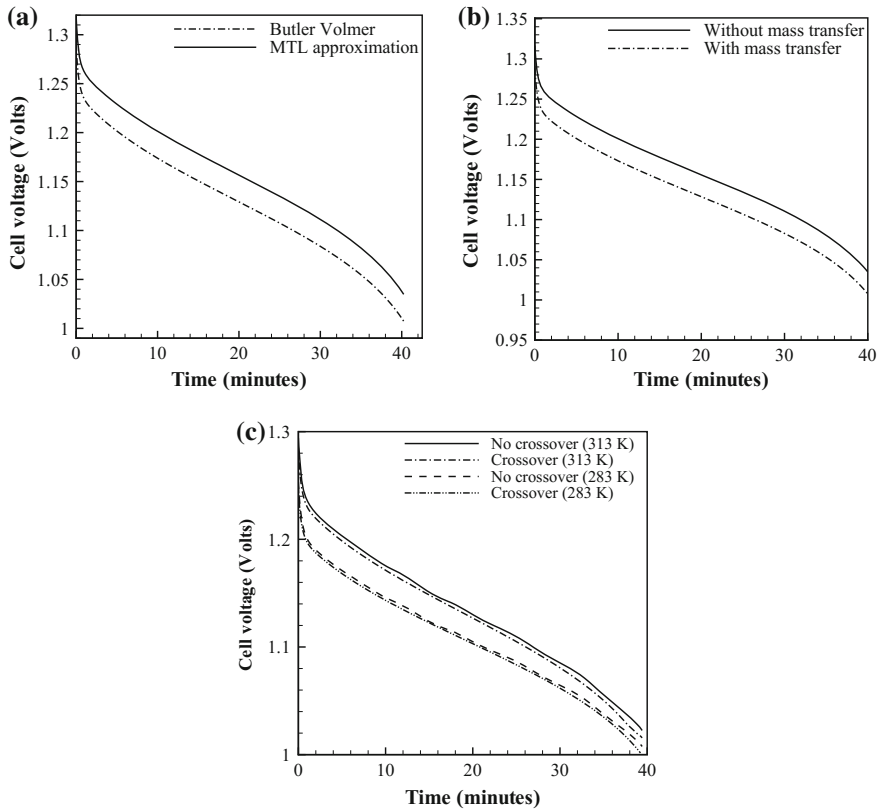 (a)
1.3
1.25
1.2
1.15
1.1
1.05
1
Cell voltage (Volts)
0
10
20
30
40
Time (minutes)
Butler Volmer
MTL approximation
(b)
1.35
1.3
1.25
1.2
1.15
1.1
1.05
1
0.95
Cell voltage (Volts)
0
10
20
30
40
Time (minutes)
Without mass transfer
With mass transfer
(c)
1.3
1.2
1.1
1
Cell voltage (Volts)
0
10
20
30
40
Time (minutes)
No crossover (313 K)
Crossover (313 K)
No crossover (283 K)
Crossover (283 K)